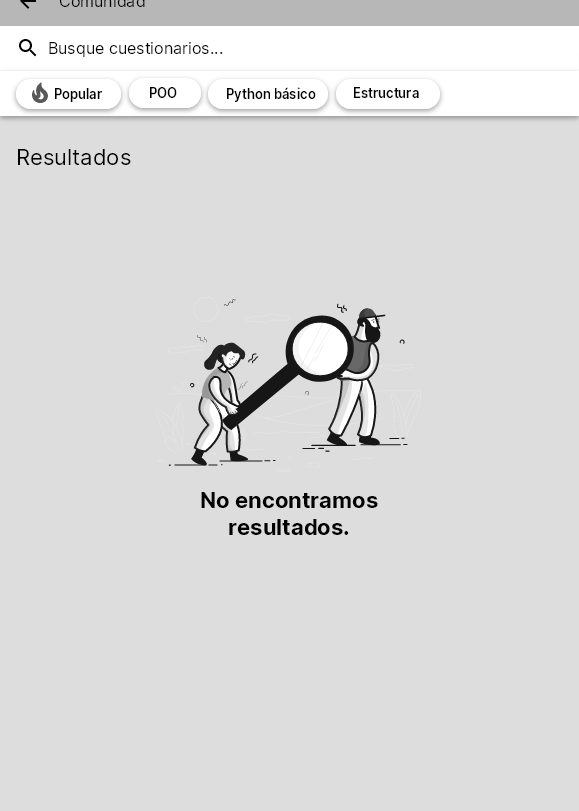 Comunidad
Busque cuestionarios...
Popular
POO
Python básico
Estructura
Resultados
No encontramos
resultados.